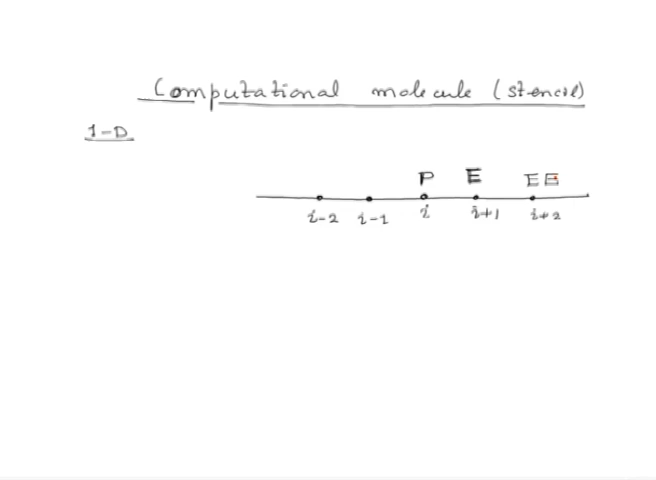 Computational molecule (stencil)
1-D
P E EE
i-2 i-1 i i+1 i+2